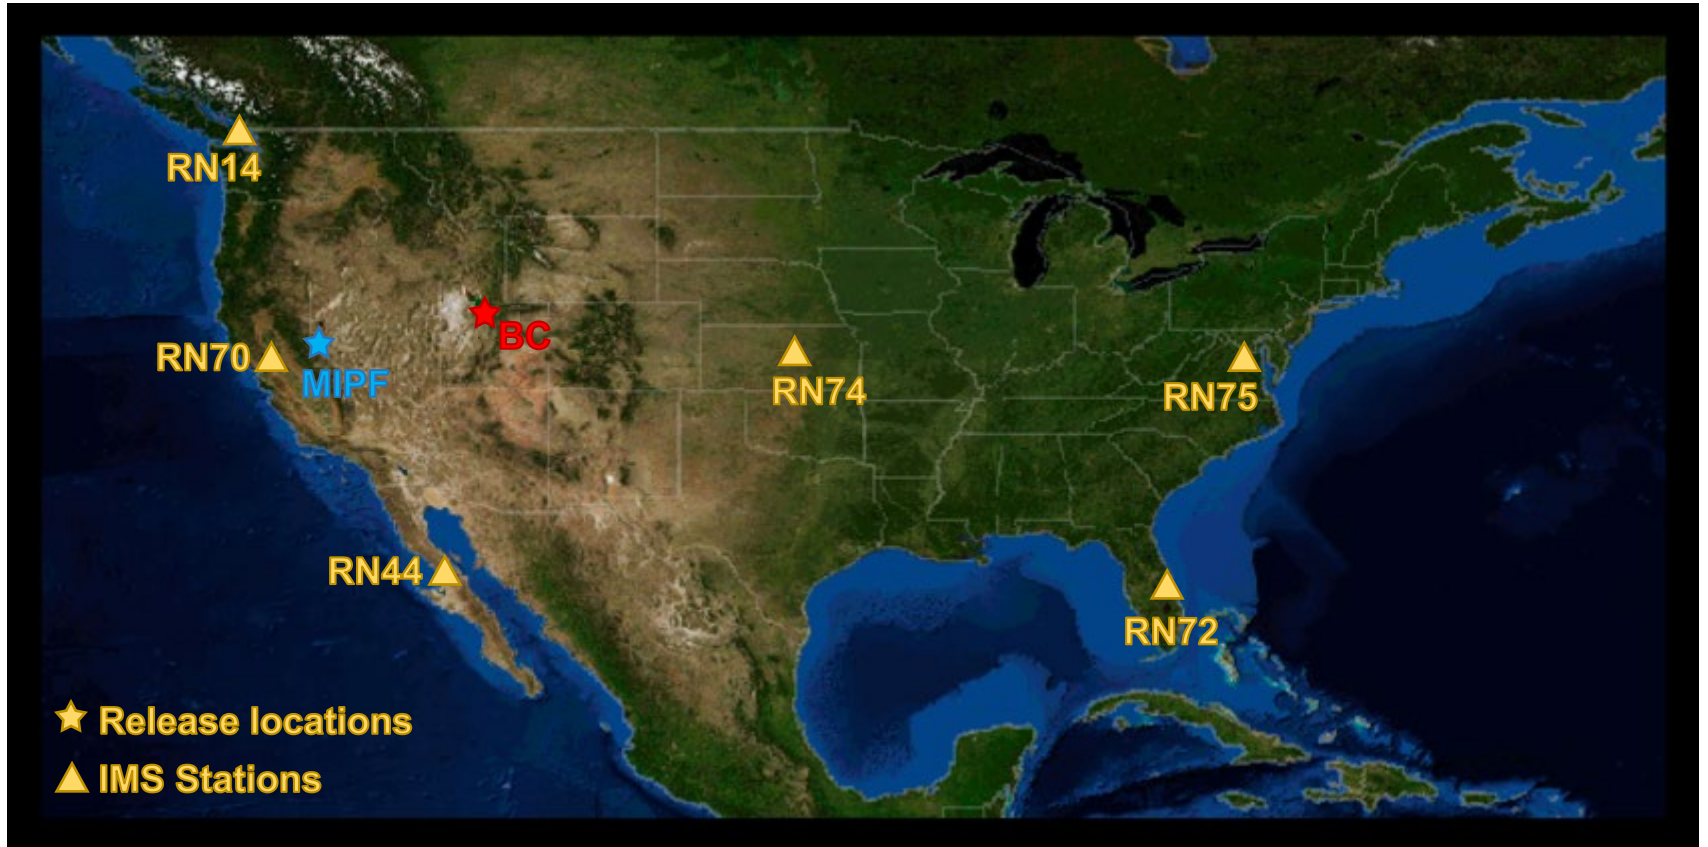 RN14
BC
RN70
MIPF
RN74
RN75
RN44
RN72
Release locations
IMS Stations